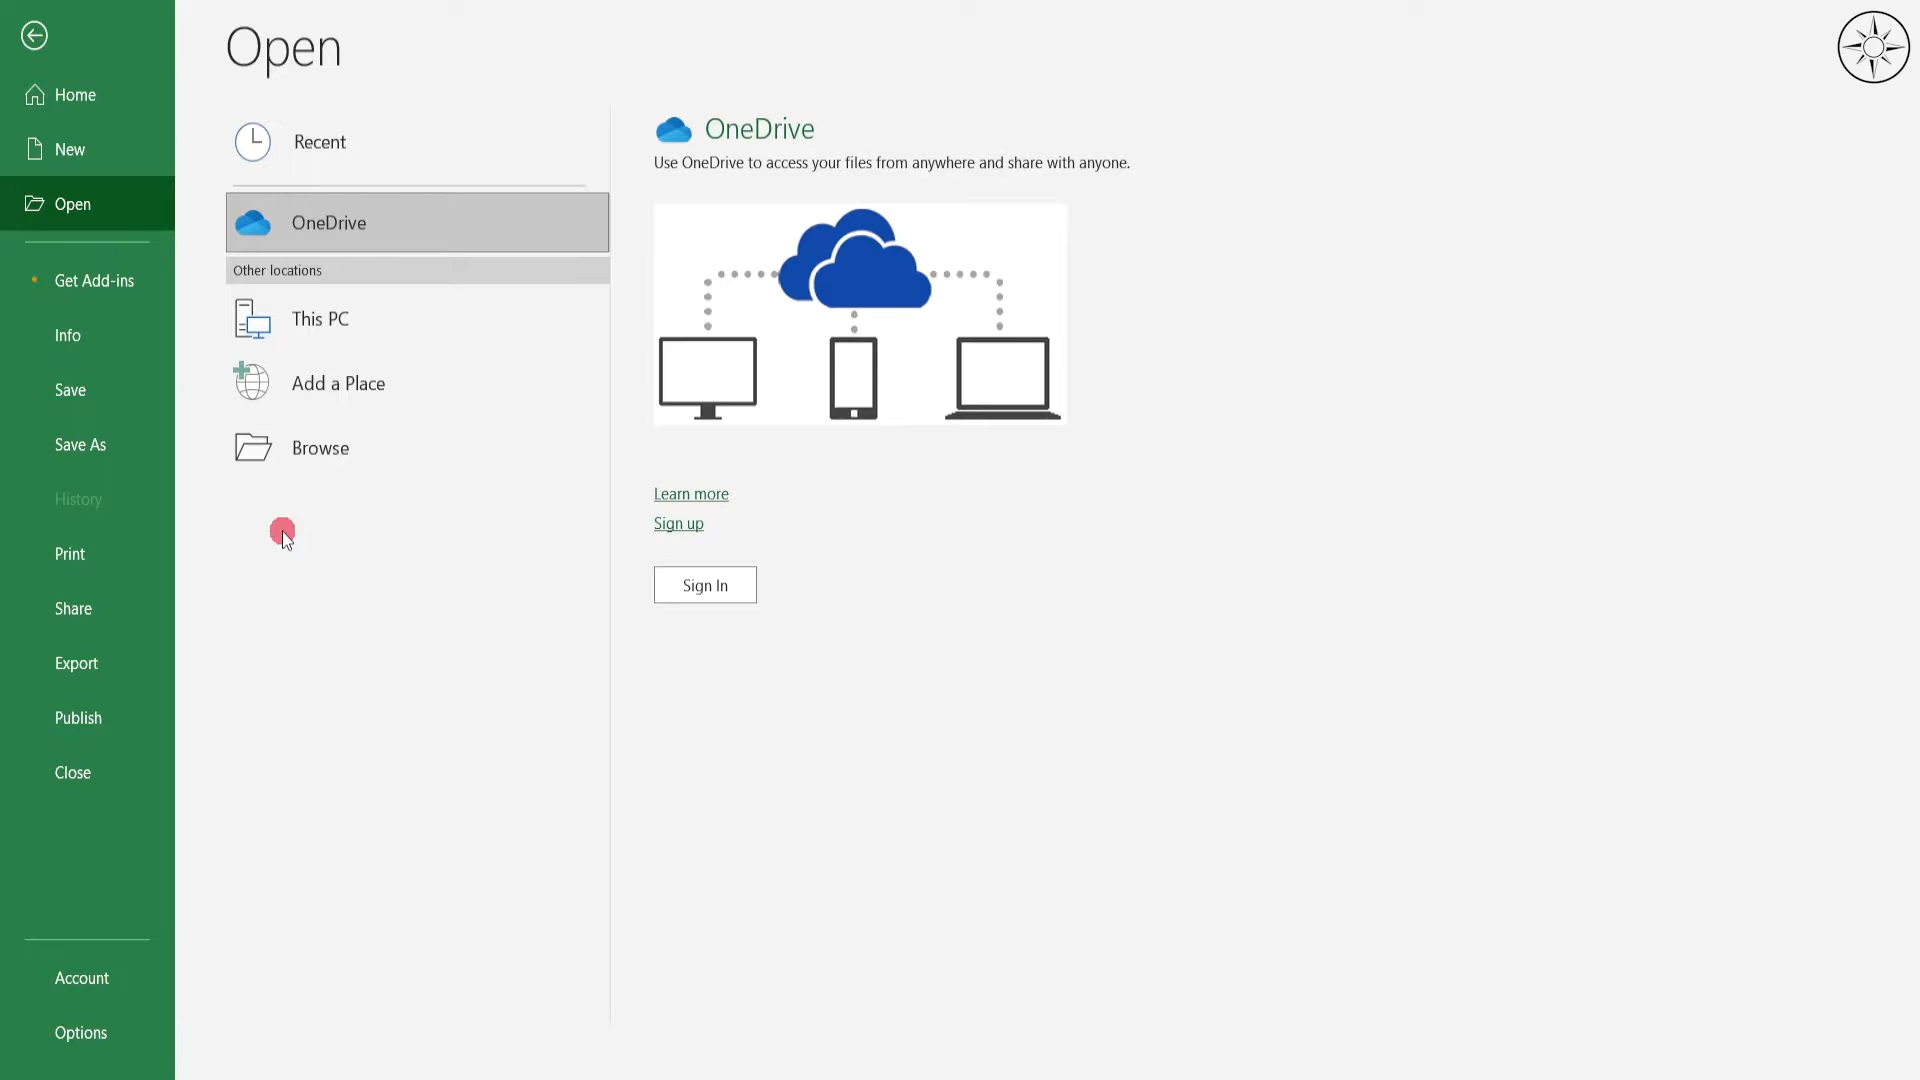 Home
New
Open
Get Add-ins
Info
Save
Save As
History
Print
Share
Export
Publish
Close
Account
Options
Open
Recent
OneDrive
Other locations
This PC
Add a Place
Browse
OneDrive
Use OneDrive to access your files from anywhere and share with anyone.
Learn more
Sign up
Sign In